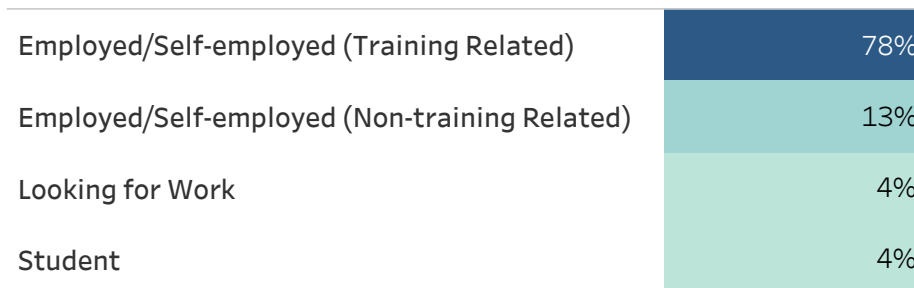 Employed/Self-employed (Training Related) 78%
Employed/Self-employed (Non-training Related) 13%
Looking for Work 4%
Student 4%